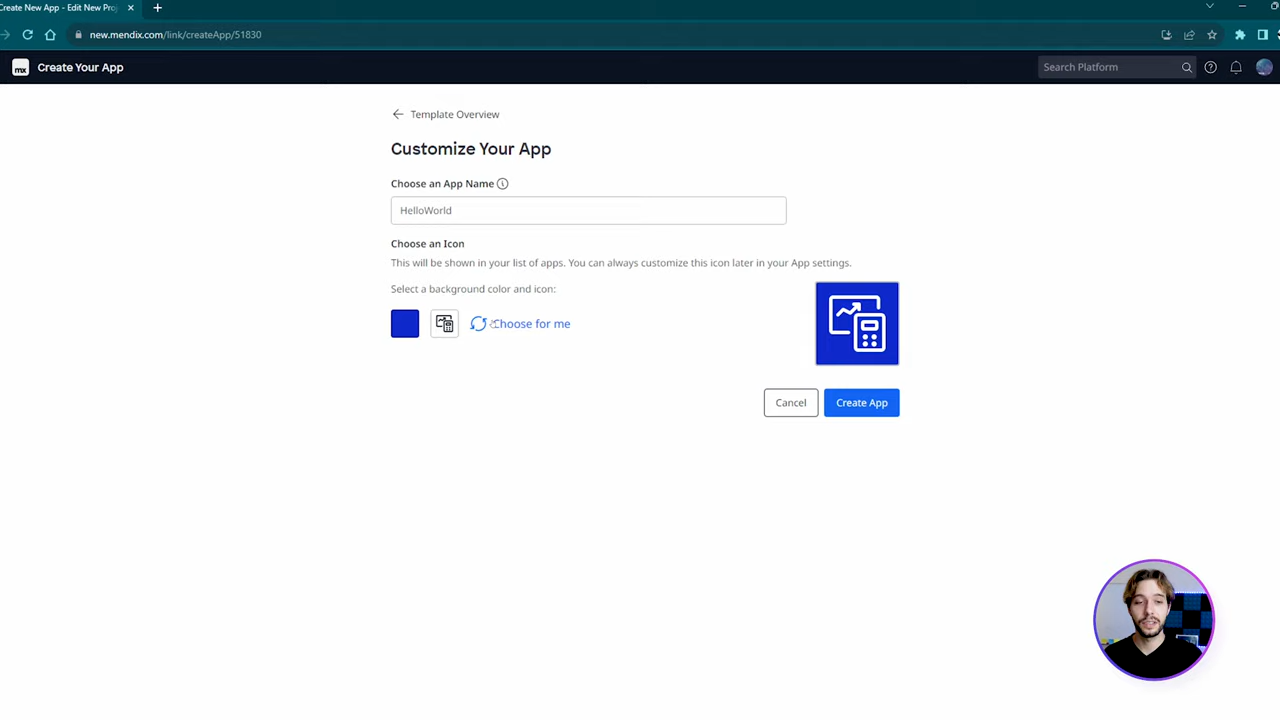 Create New App - Edit New Pro
new.mendix.com/link/createApp/51830
mx Create Your App
Search Platform
Template Overview
Customize Your App
Choose an App Name
HelloWorld
Choose an Icon
This will be shown in your list of apps. You can always customize this icon later in your App settings.
Select a background color and icon:
Choose for me
Cancel
Create App